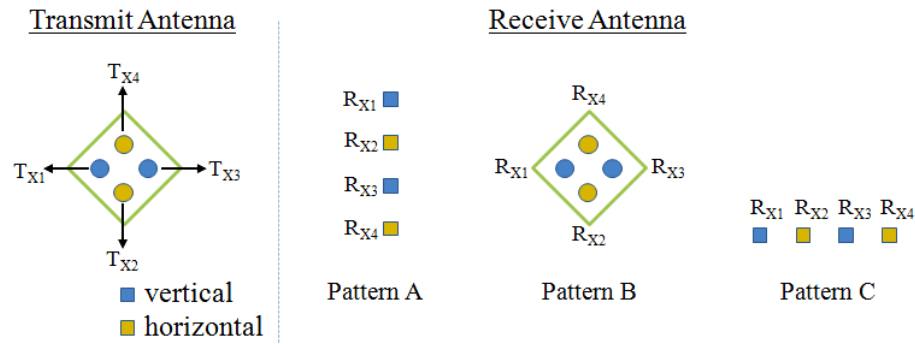 Transmit Antenna
Receive Antenna
TX4
TX1
TX3
TX2
vertical
horizontal
RX1
RX2
RX3
RX4
Pattern A
RX4
RX1
RX3
RX2
Pattern B
RX1 RX2 RX3 RX4
Pattern C